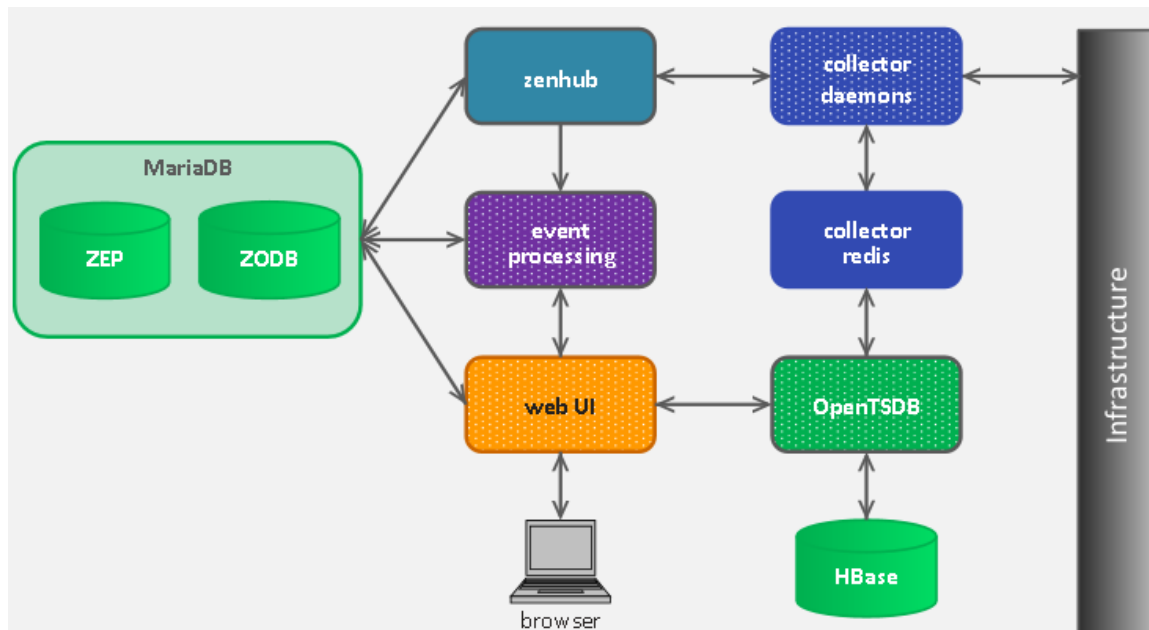 zenhub
collector
daemons
MariaDB
ZEP
ZODB
event
processing
collector
redis
Infrastructure
web UI
OpenTSDB
HBase
browser